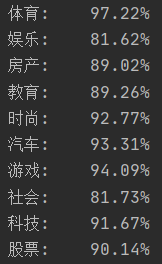 体育: 97.22%
娱乐: 81.62%
房产: 89.02%
教育: 89.26%
时尚: 92.77%
汽车: 93.31%
游戏: 94.09%
社会: 81.73%
科技: 91.67%
股票: 90.14%